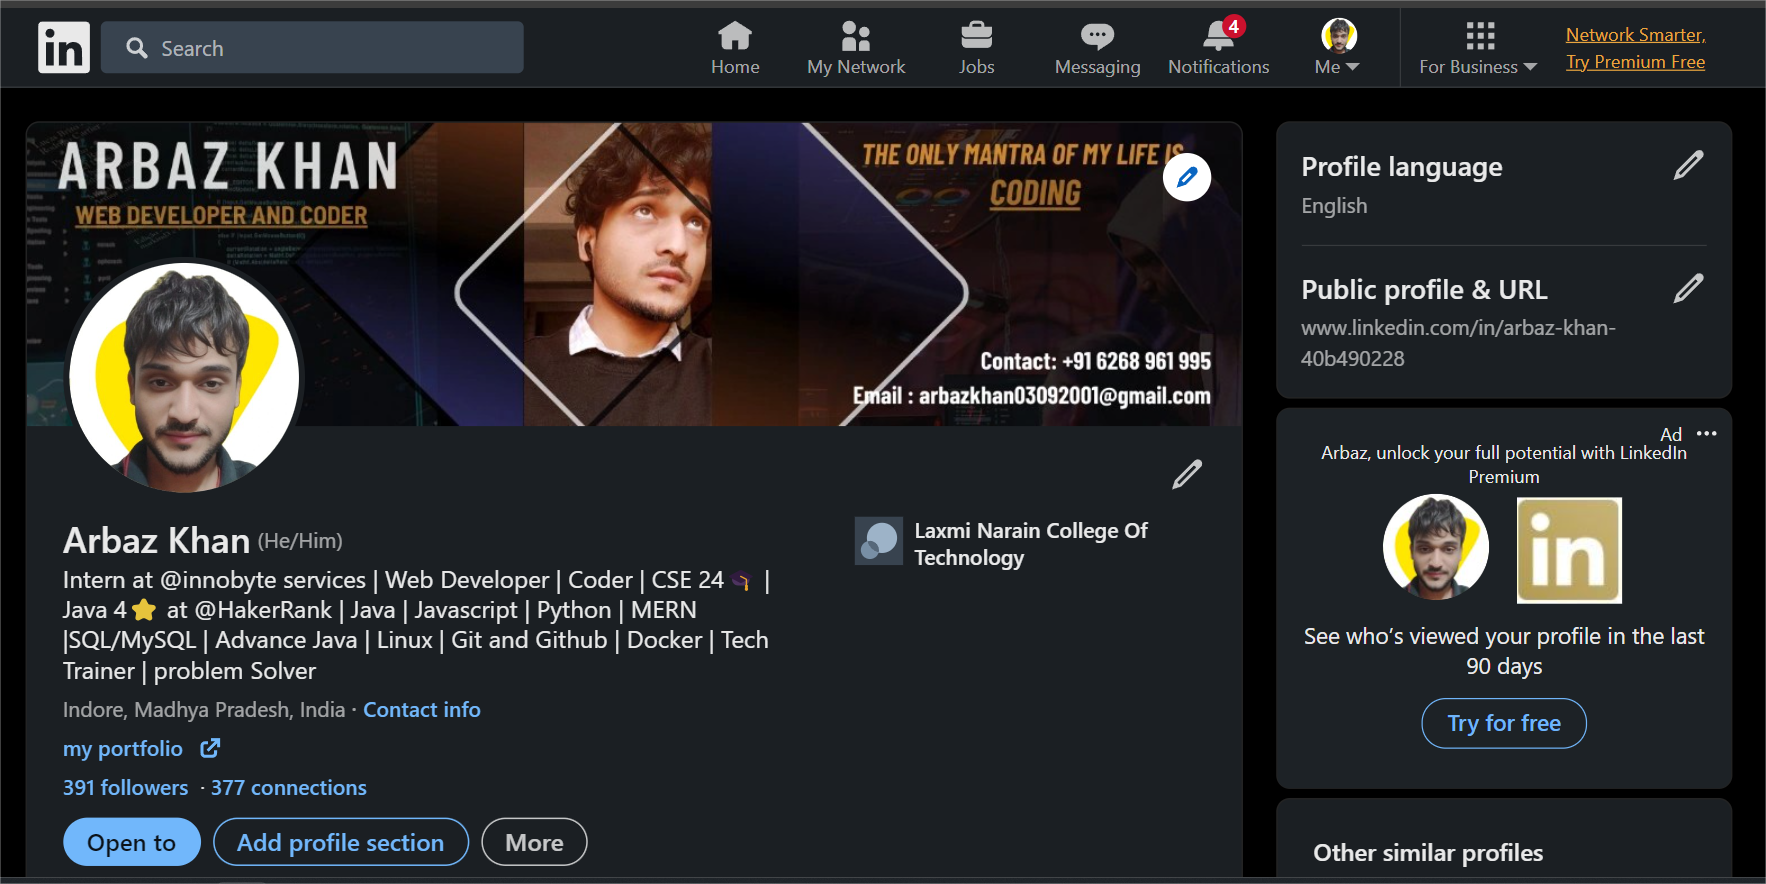 in
Search
Home
My Network
Jobs
Messaging
4
Notifications
Me
For Business
Network Smarter,
Try Premium Free
ARBAZ KHAN
WEB DEVELOPER AND CODER
THE ONLY MANTRA OF MY LIFE IS
CODING
Contact: +91 6268 961 995
Email : arbazkhan03092001@gmail.com
Arbaz Khan (He/Him)
Intern at @innobyte services | Web Developer | Coder | CSE 24🎓 |
Java 4⭐ at @HakerRank | Java | Javascript | Python | MERN
|SQL/MySQL | Advance Java | Linux | Git and Github | Docker | Tech
Trainer | problem Solver
Indore, Madhya Pradesh, India · Contact info
my portfolio
391 followers · 377 connections
Open to
Add profile section
More
Laxmi Narain College Of
Technology
Profile language
English
Public profile & URL
www.linkedin.com/in/arbaz-khan-
40b490228
Ad
Arbaz, unlock your full potential with LinkedIn
Premium
in
See who’s viewed your profile in the last
90 days
Try for free
Other similar profiles